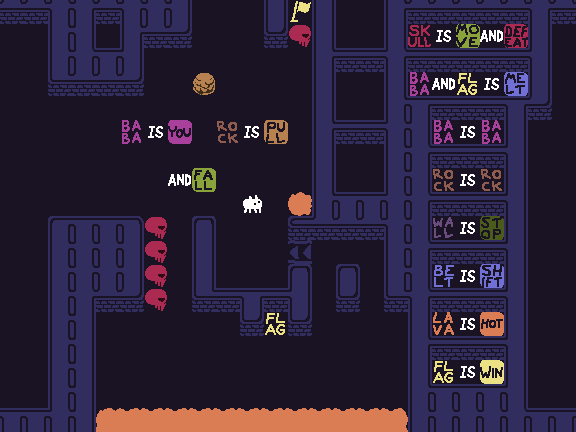 SKULL IS MOVE AND DEFEAT
BABA AND FLAG IS MELT
BABA IS YOU
ROCK IS PULL
BABA IS BABA
AND FALL
ROCK IS ROCK
WALL IS STOP
BELT IS SHIFT
FLAG
LAVA IS HOT
FLAG IS WIN